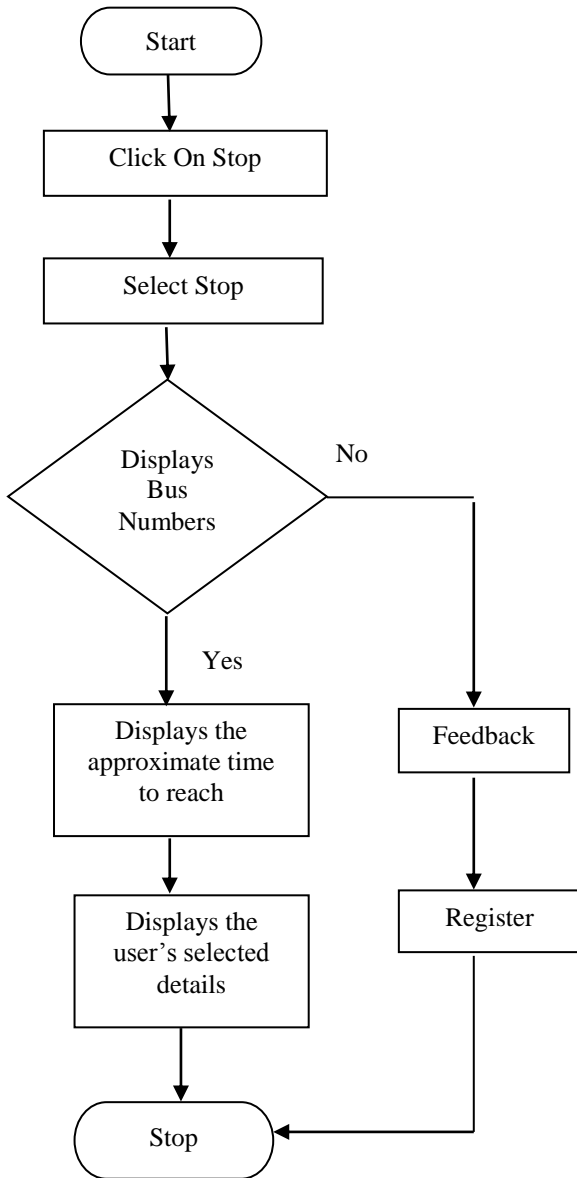 Start
Click On Stop
Select Stop
Displays
Bus
Numbers
No
Yes
Displays the
approximate time
to reach
Feedback
Displays the
user’s selected
details
Register
Stop